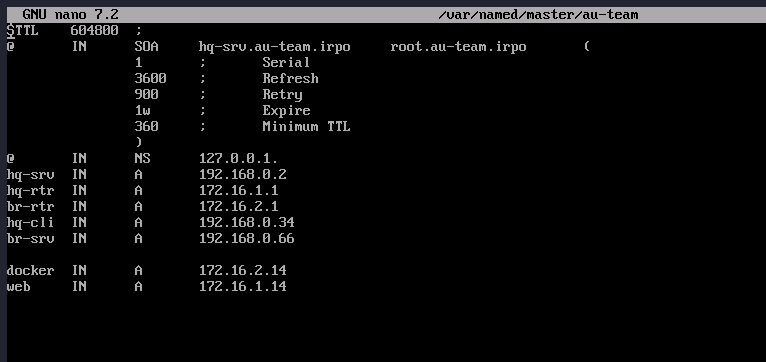 GNU nano 7.2 /var/named/master/au-team
$TTL 604800 ;
@ IN SOA hq-srv.au-team.irpo root.au-team.irpo (
1 ; Serial
3600 ; Refresh
900 ; Retry
1w ; Expire
360 ; Minimum TTL
)
@ IN NS 127.0.0.1.
hq-srv IN A 192.168.0.2
hq-rtr IN A 172.16.1.1
br-rtr IN A 172.16.2.1
hq-cli IN A 192.168.0.34
br-srv IN A 192.168.0.66
docker IN A 172.16.2.14
web IN A 172.16.1.14